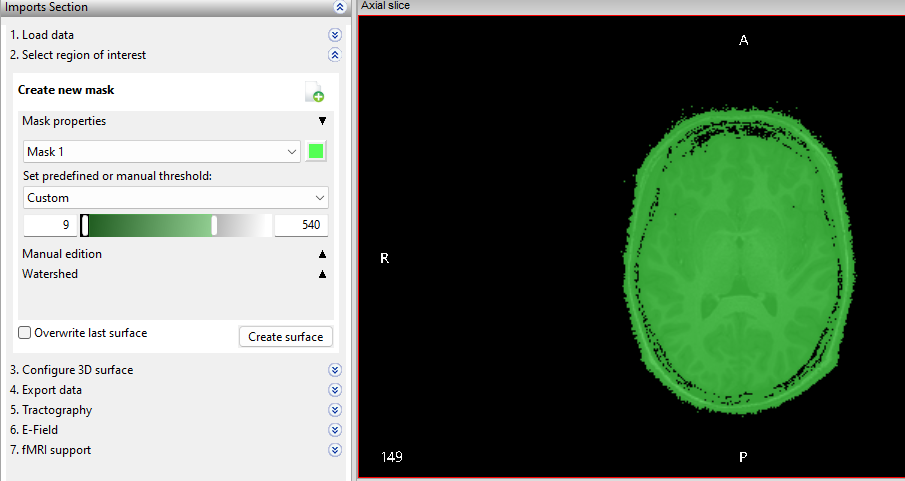 Imports Section
1. Load data
2. Select region of interest
Create new mask
Mask properties
Mask 1
Set predefined or manual threshold:
Custom
9
540
Manual edition
Watershed
Overwrite last surface
Create surface
3. Configure 3D surface
4. Export data
5. Tractography
6. E-Field
7. fMRI support
Axial slice
A
R
149
P